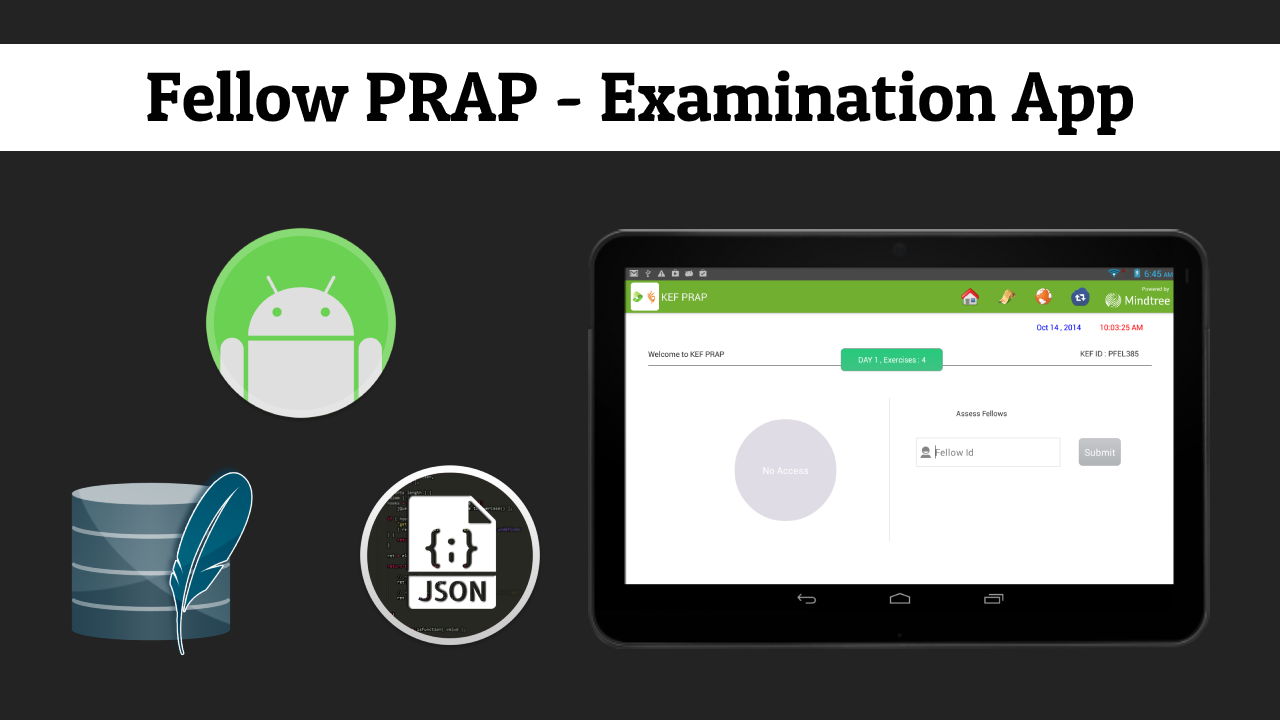 Fellow PRAP - Examination App
6:45 AM
KEF PRAP
Powered by
Mindtree
Oct 14 , 2014 10:03:25 AM
Welcome to KEF PRAP
DAY 1 , Exercises : 4
KEF ID : PFEL385
Assess Fellows
No Access
Fellow Id
Submit
{;}
JSON